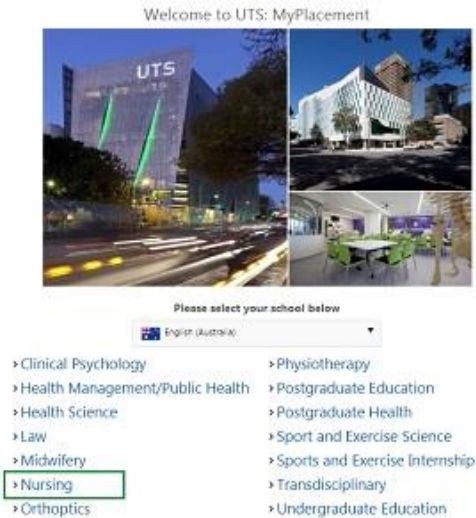 Welcome to UTS: MyPlacement
UTS
Please select your school below
English (Australia)
Clinical Psychology
Health Management/Public Health
Health Science
Law
Midwifery
Nursing
Orthoptics
Physiotherapy
Postgraduate Education
Postgraduate Health
Sport and Exercise Science
Sports and Exercise Internship
Transdisciplinary
Undergraduate Education